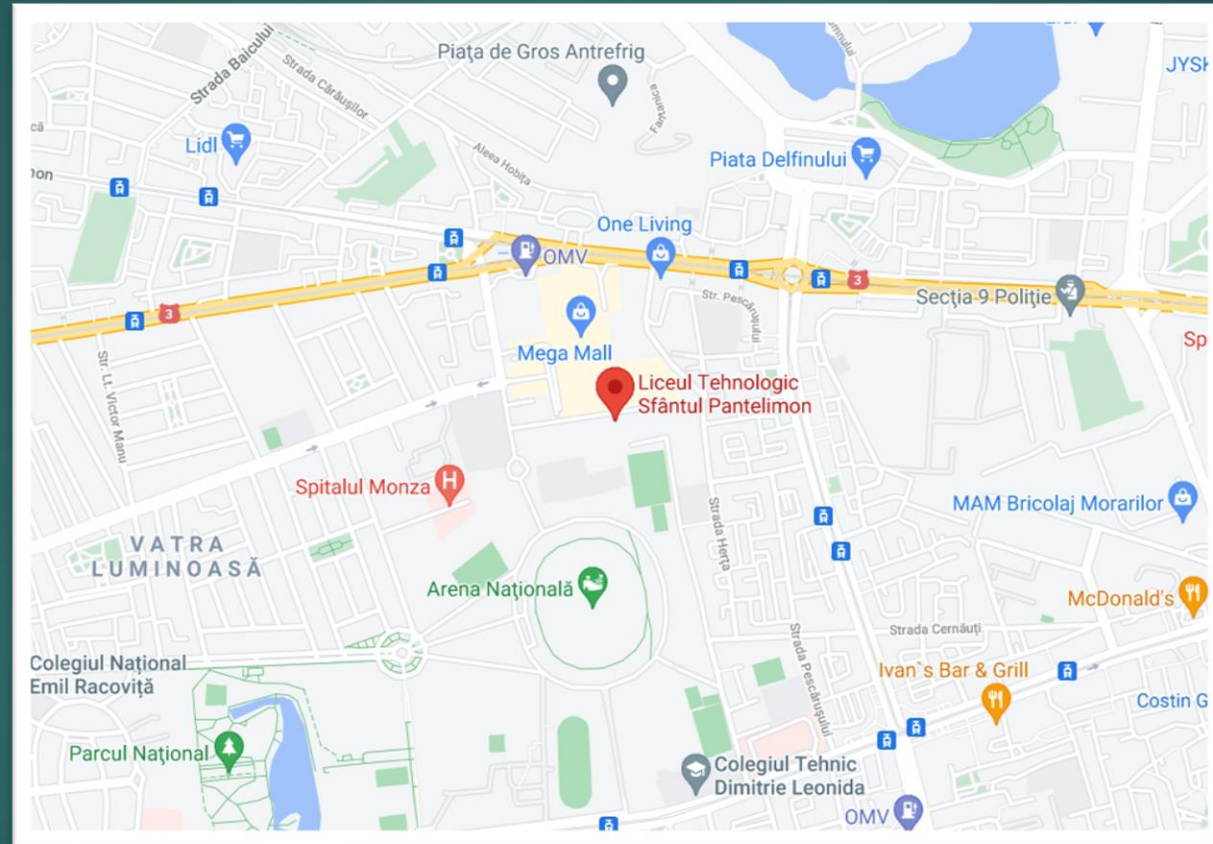 Piața de Gros Antrefrig
Strada Baicului
Strada Cărăușilor
JYSK
Lidl
Fântânica
Aleea Hobița
Piata Delfinului
One Living
OMV
3
Secția 9 Poliție
Str. Pescărușului
3
Mega Mall
Liceul Tehnologic
Sfântul Pantelimon
Str. Lt. Victor Manu
Spitalul Monza
H
MAM Bricolaj Morarilor
VATRA
LUMINOASĂ
Strada Herța
Arena Națională
McDonald's
Strada Cernăuți
Colegiul Național
Emil Racoviță
Strada Pescărușului
Ivan`s Bar & Grill
Costin G
Parcul Național
Colegiul Tehnic
Dimitrie Leonida
OMV